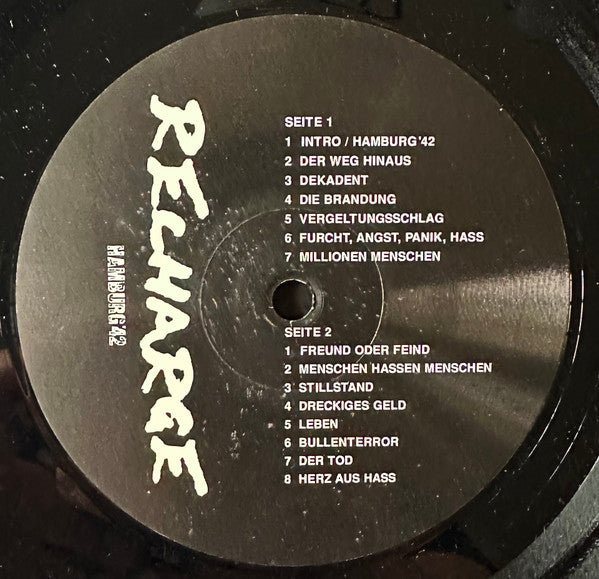 RECHARGE
HAMBURG'42
SEITE 1
1 INTRO / HAMBURG'42
2 DER WEG HINAUS
3 DEKADENT
4 DIE BRANDUNG
5 VERGELTUNGSSCHLAG
6 FURCHT, ANGST, PANIK, HASS
7 MILLIONEN MENSCHEN
SEITE 2
1 FREUND ODER FEIND
2 MENSCHEN HASSEN MENSCHEN
3 STILLSTAND
4 DRECKIGES GELD
5 LEBEN
6 BULLENTERROR
7 DER TOD
8 HERZ AUS HASS